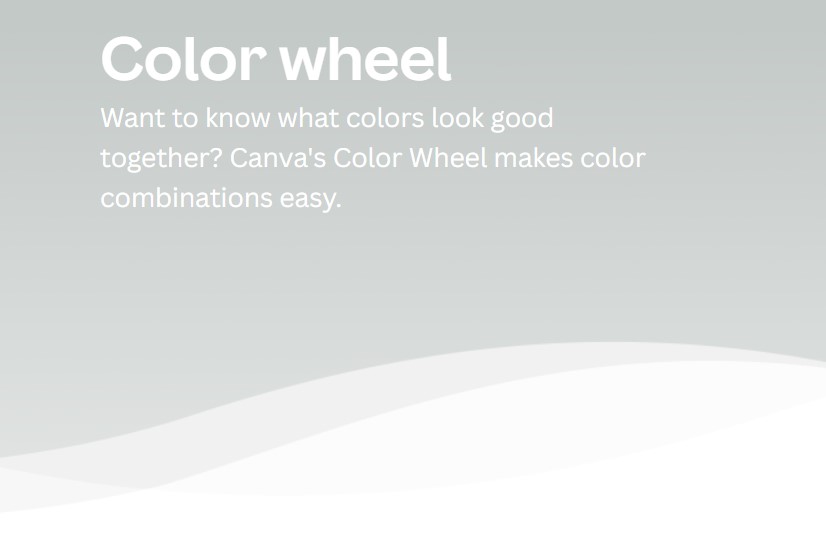 Color wheel
Want to know what colors look good
together? Canva's Color Wheel makes color
combinations easy.